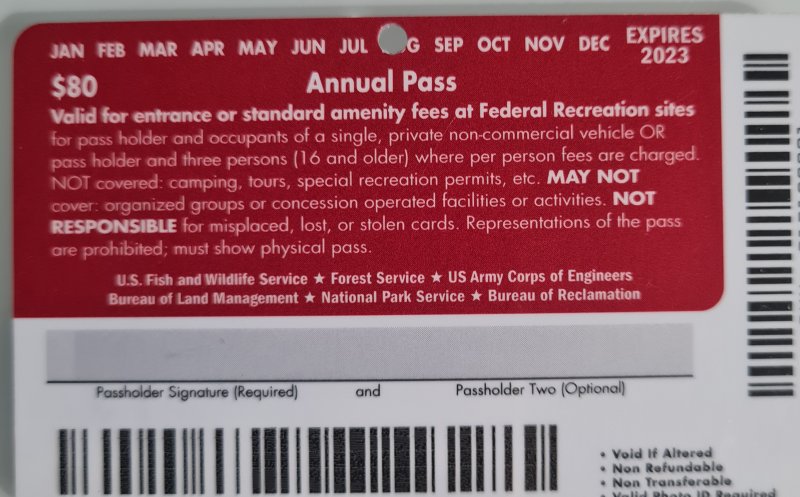 JAN FEB MAR APR MAY JUN JUL G SEP OCT NOV DEC EXPIRES 2023
$80 Annual Pass
Valid for entrance or standard amenity fees at Federal Recreation sites
for pass holder and occupants of a single, private non-commercial vehicle OR
pass holder and three persons (16 and older) where per person fees are charged.
NOT covered: camping, tours, special recreation permits, etc. MAY NOT
cover: organized groups or concession operated facilities or activities. NOT
RESPONSIBLE for misplaced, lost, or stolen cards. Representations of the pass
are prohibited; must show physical pass.
U.S. Fish and Wildlife Service ★ Forest Service ★ US Army Corps of Engineers
Bureau of Land Management ★ National Park Service ★ Bureau of Reclamation
Passholder Signature (Required) and Passholder Two (Optional)
• Void If Altered
• Non Refundable
• Non Transferable
• Valid Photo ID Required